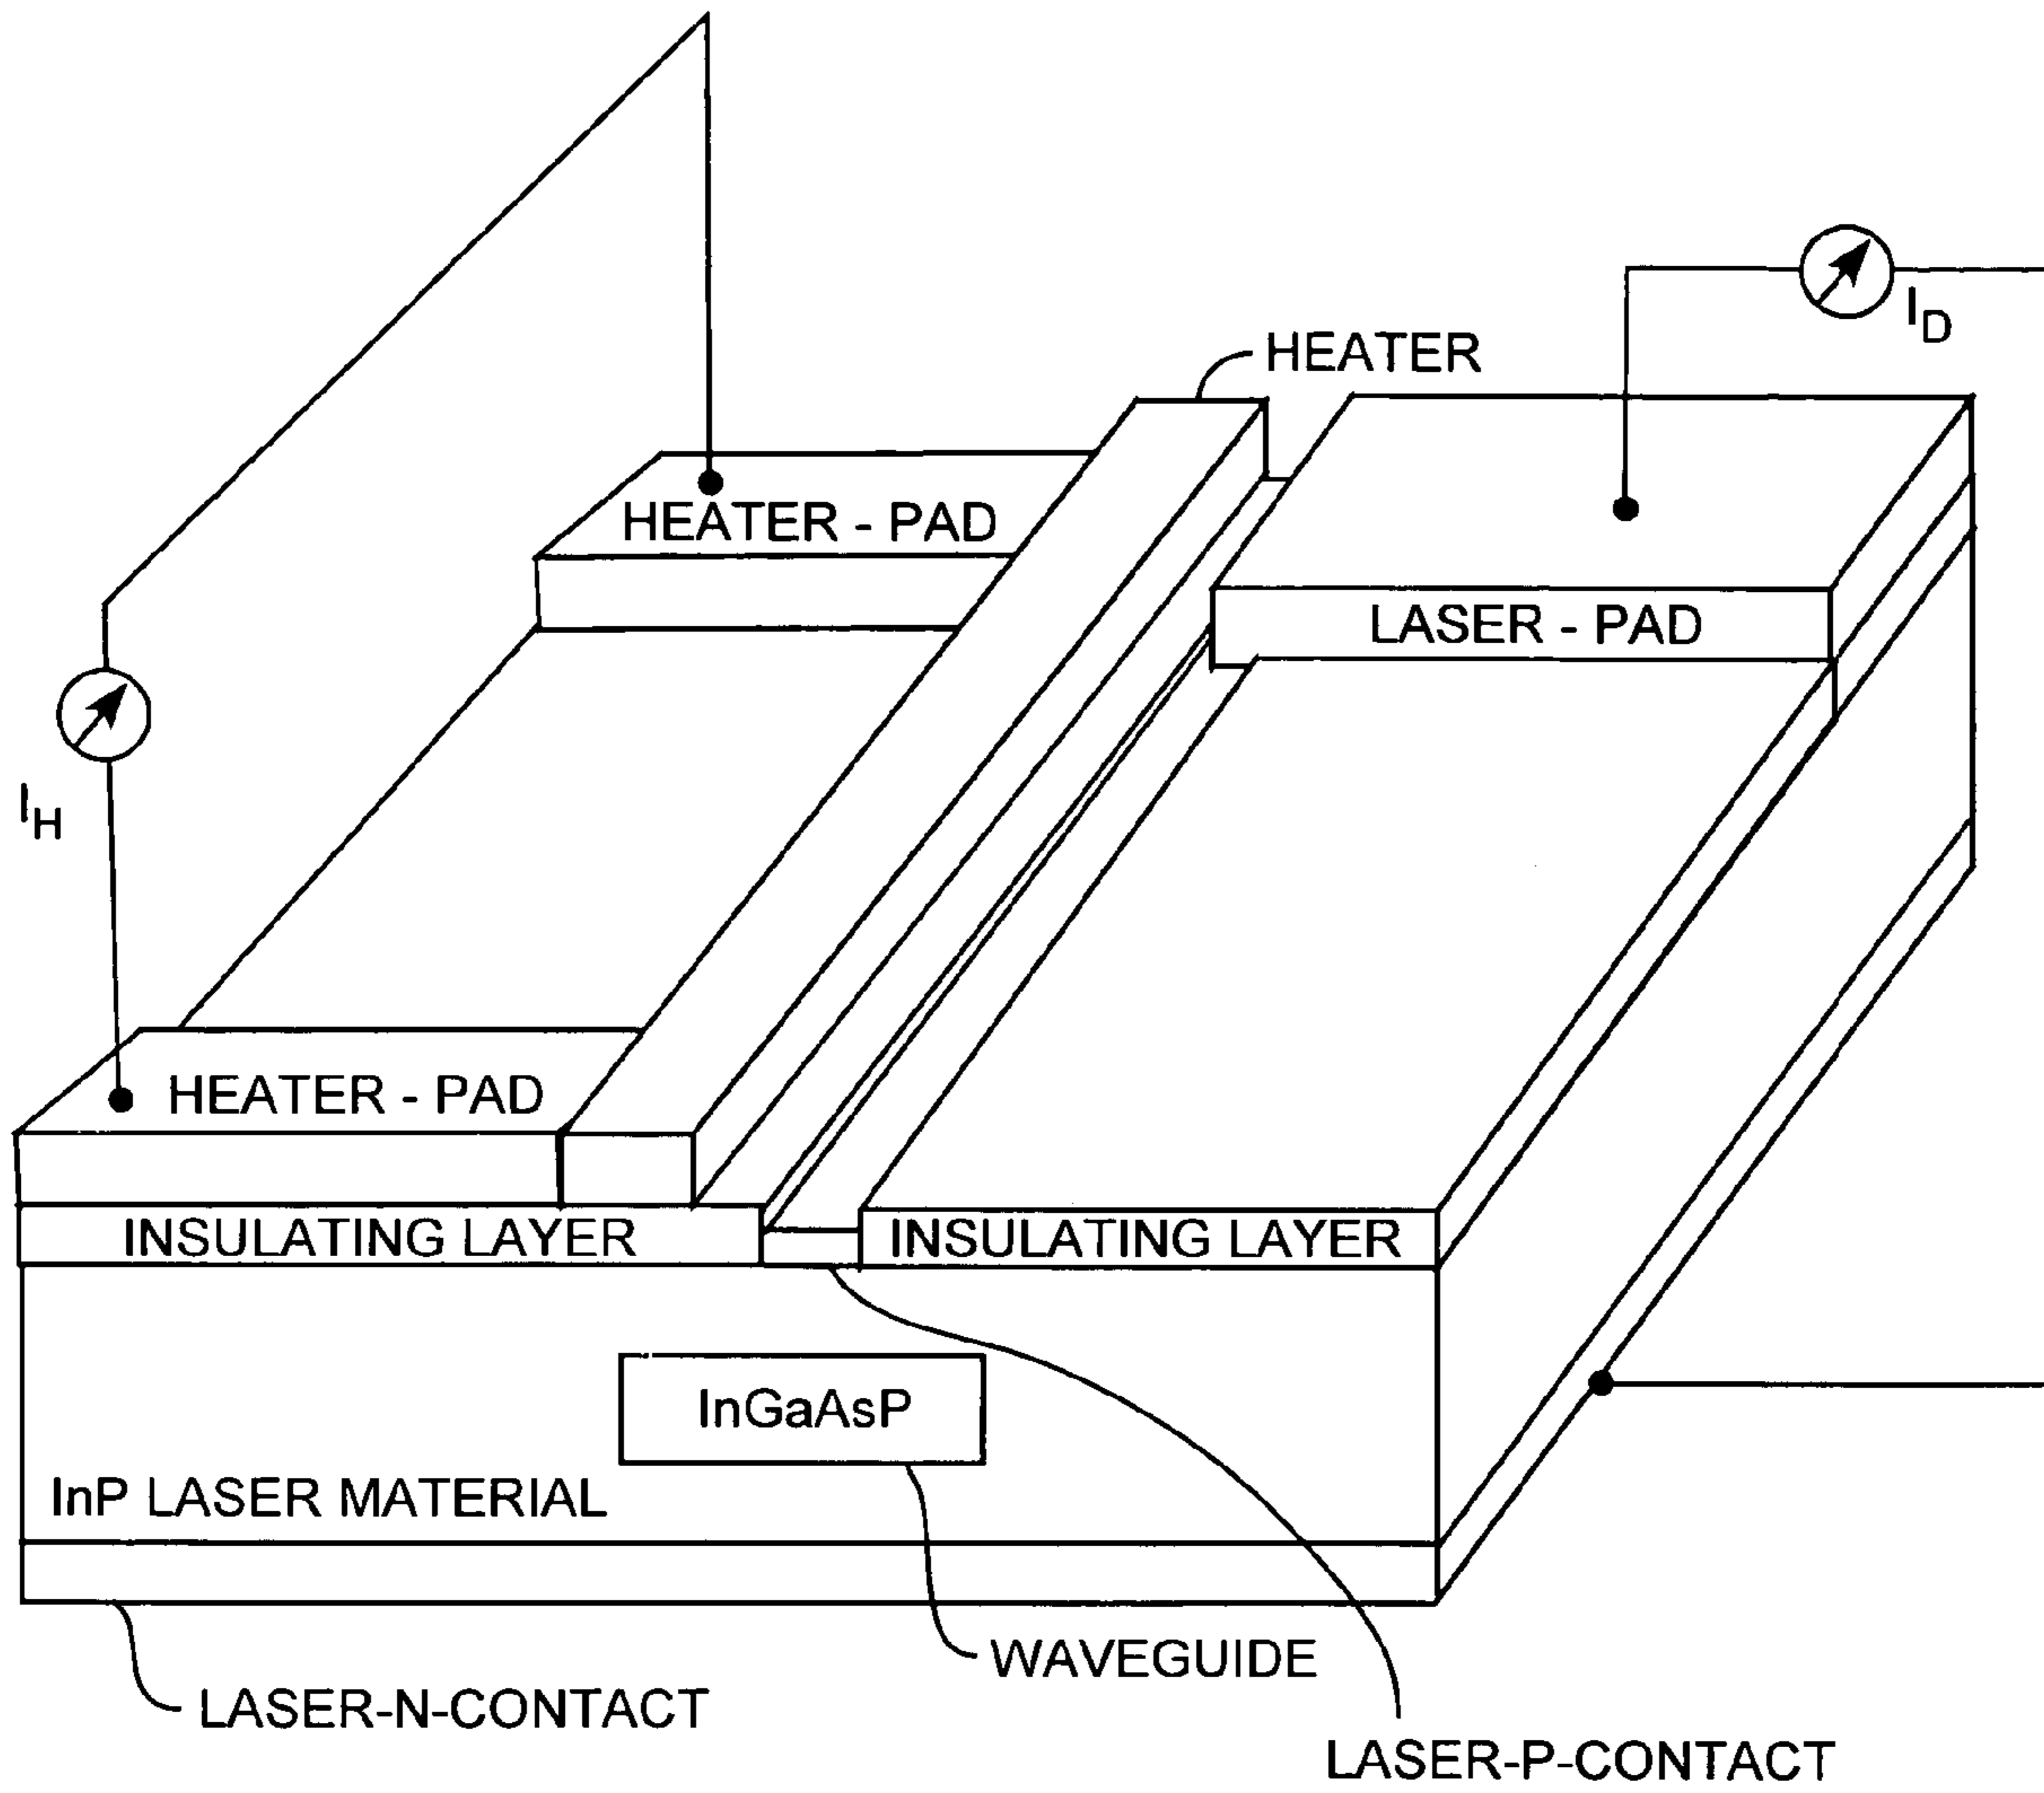 I_D
HEATER
HEATER - PAD
LASER - PAD
I_H
HEATER - PAD
INSULATING LAYER
INSULATING LAYER
InGaAsP
InP LASER MATERIAL
WAVEGUIDE
LASER-N-CONTACT
LASER-P-CONTACT